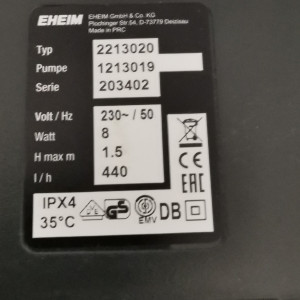 EHEIM
EHEIM GmbH & Co. KG
Plochinger Str.54, D-73779 Deizisau
Made in PRC
Typ 2213020
Pumpe 1213019
Serie 203402
Volt / Hz 230~ / 50
Watt 8
H max m 1.5
l / h 440
IPX4
35°C
GS
EMV
DB
CE
EAC